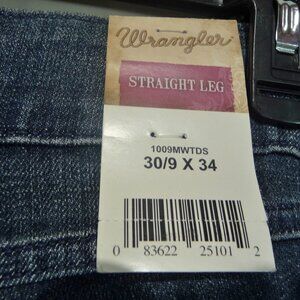 Wrangler
STRAIGHT LEG
1009MWTDS
30/9 X 34
0 83622 25101 2